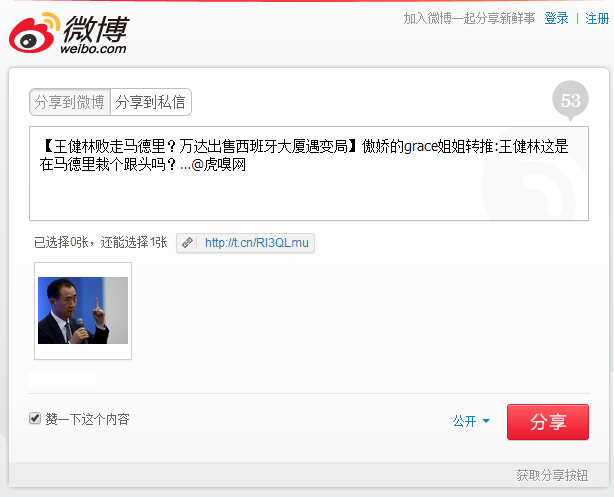 微博
weibo.com
加入微博一起分享新鲜事 登录 | 注册
分享到微博 分享到私信
53
【王健林败走马德里？万达出售西班牙大厦遇变局】傲娇的grace姐姐转推:王健林这是
在马德里栽个跟头吗？...@虎嗅网
已选择0张，还能选择1张 http://t.cn/RI3QLmu
赞一下这个内容
公开
分享
获取分享按钮